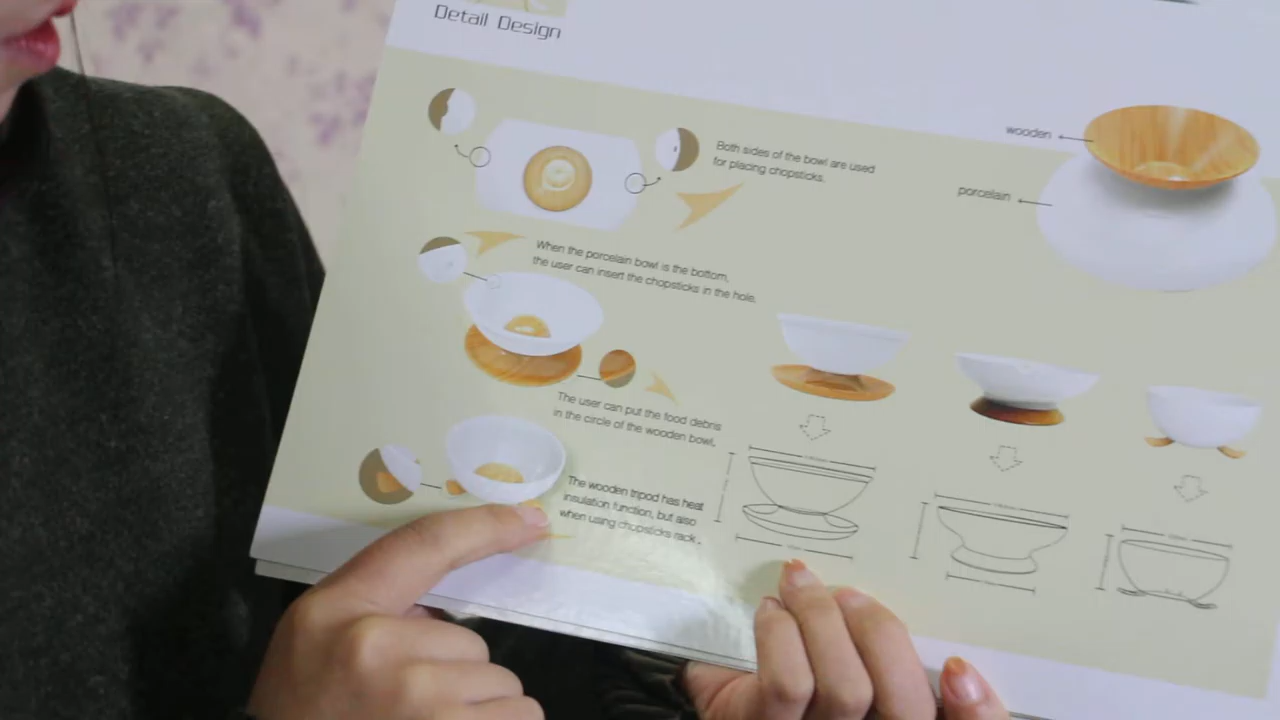 Detail Design
wooden
porcelain
Both sides of the bowl are used
for placing chopsticks.
When the porcelain bowl is the bottom,
the user can insert the chopsticks in the hole.
The user can put the food debris
in the circle of the wooden bowl.
The wooden tripod has heat
insulation function, but also
when using chupsticks rack.